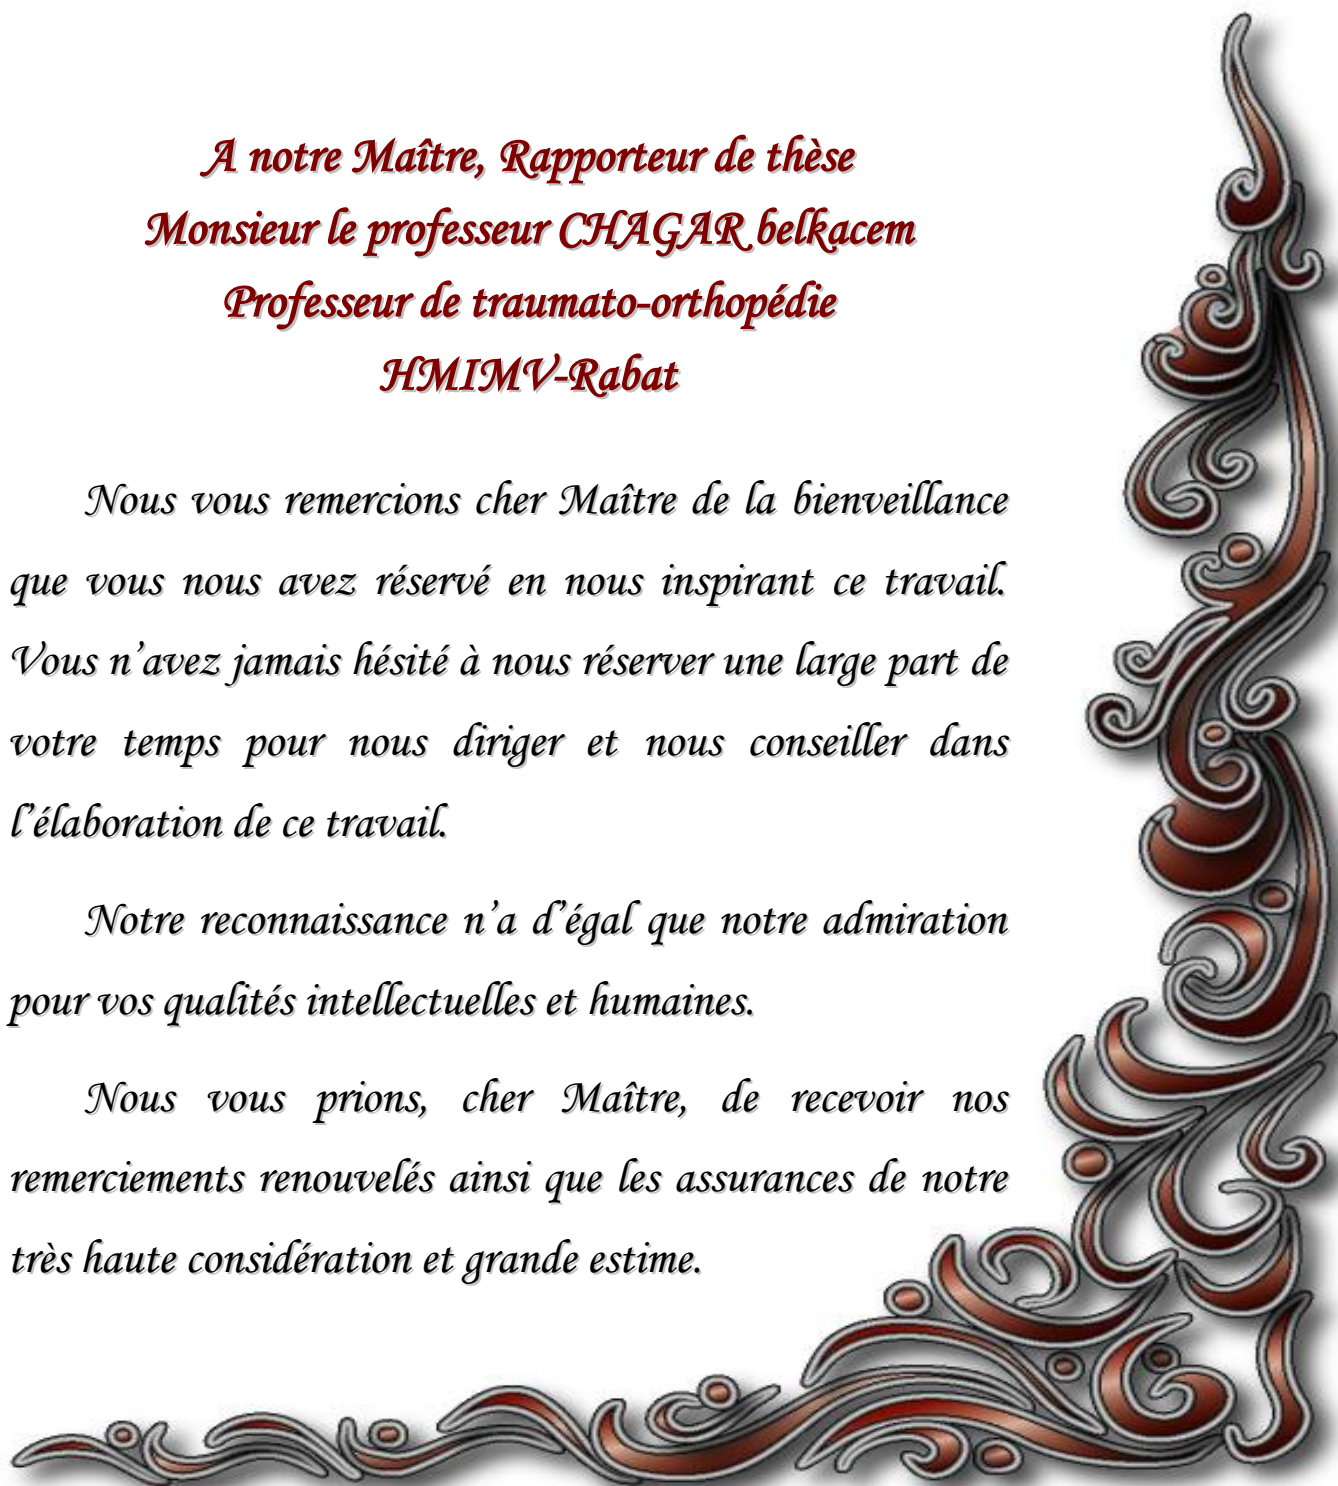 A notre Maître, Rapporteur de thèse
Monsieur le professeur CHAGAR belkacem
Professeur de traumato-orthopédie
HMIMV-Rabat
Nous vous remercions cher Maître de la bienveillance
que vous nous avez réservé en nous inspirant ce travail.
Vous n’avez jamais hésité à nous réserver une large part de
votre temps pour nous diriger et nous conseiller dans
l’élaboration de ce travail.
Notre reconnaissance n’a d’égal que notre admiration
pour vos qualités intellectuelles et humaines.
Nous vous prions, cher Maître, de recevoir nos
remerciements renouvelés ainsi que les assurances de notre
très haute considération et grande estime.